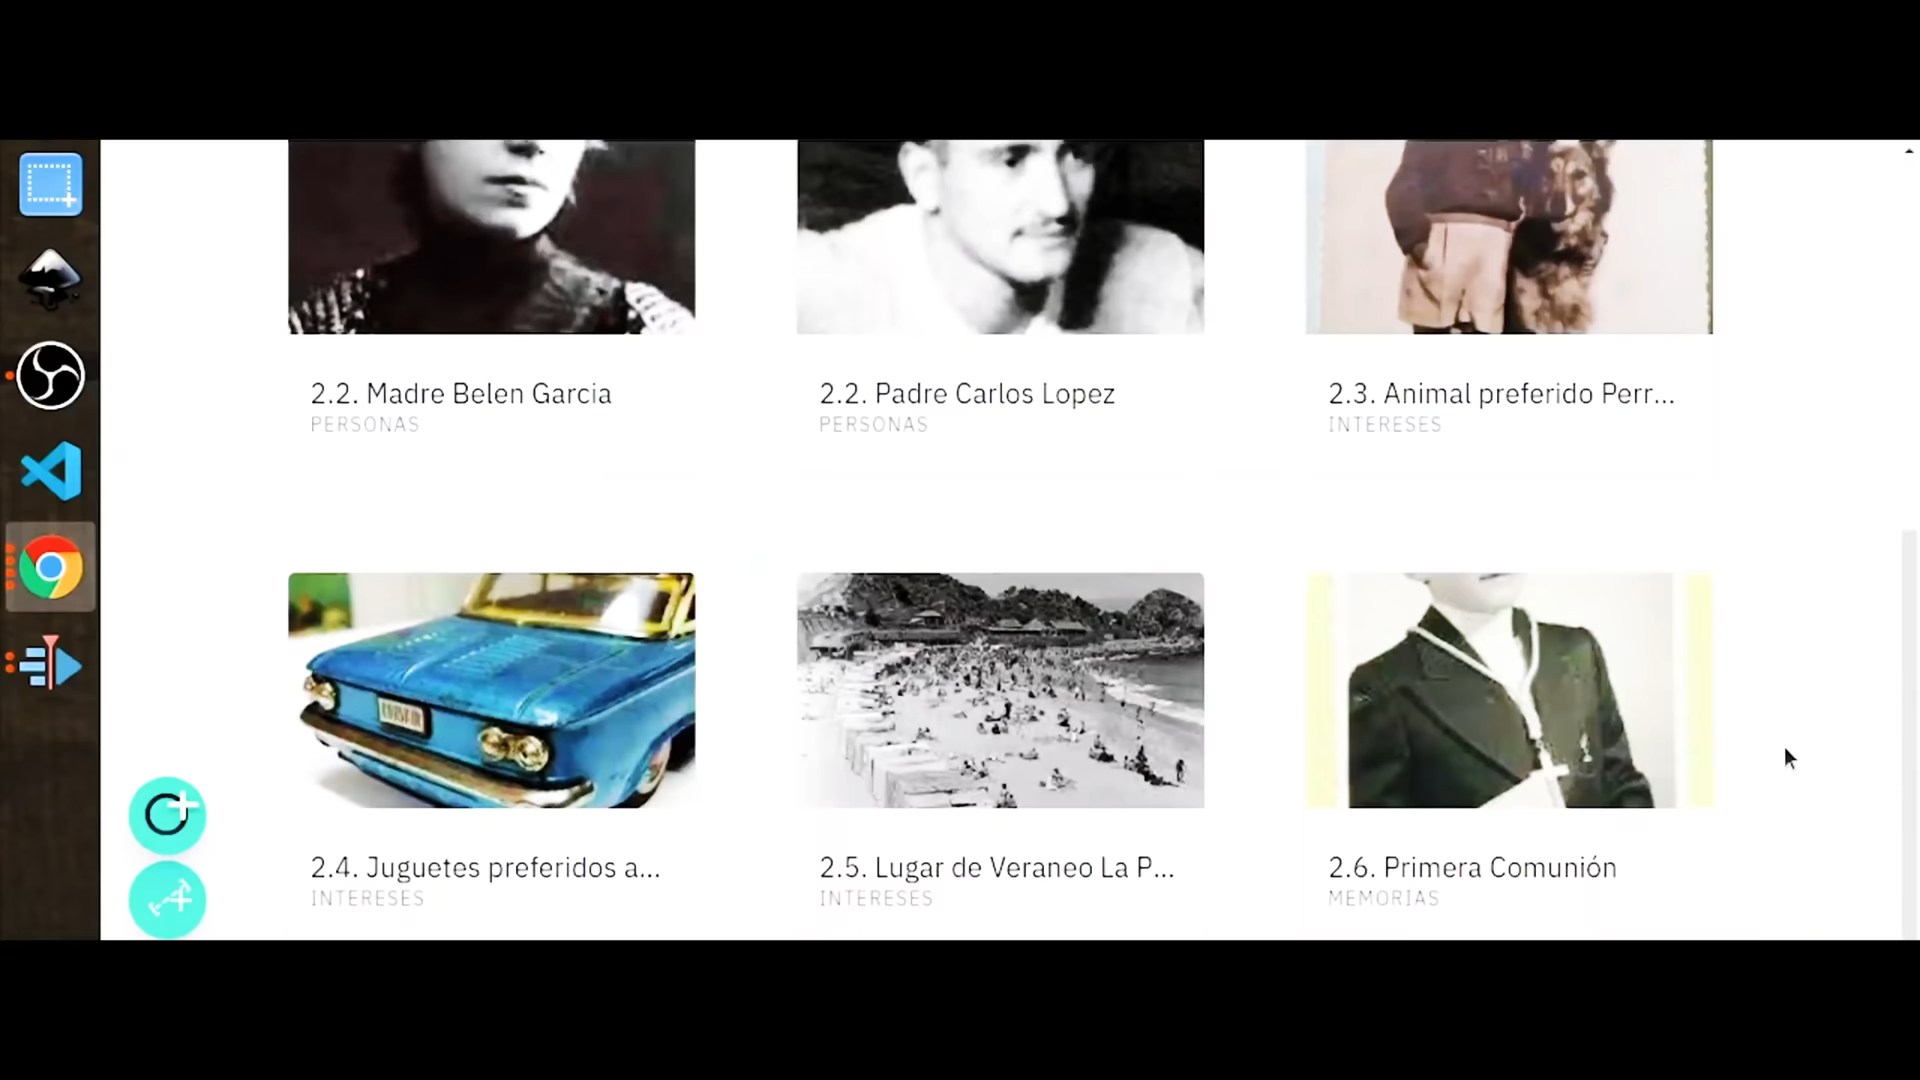 2.2. Madre Belen Garcia
PERSONAS
2.2. Padre Carlos Lopez
PERSONAS
2.3. Animal preferido Perr...
INTERESES
2.4. Juguetes preferidos a...
INTERESES
2.5. Lugar de Veraneo La P...
INTERESES
2.6. Primera Comunión
MEMORIAS